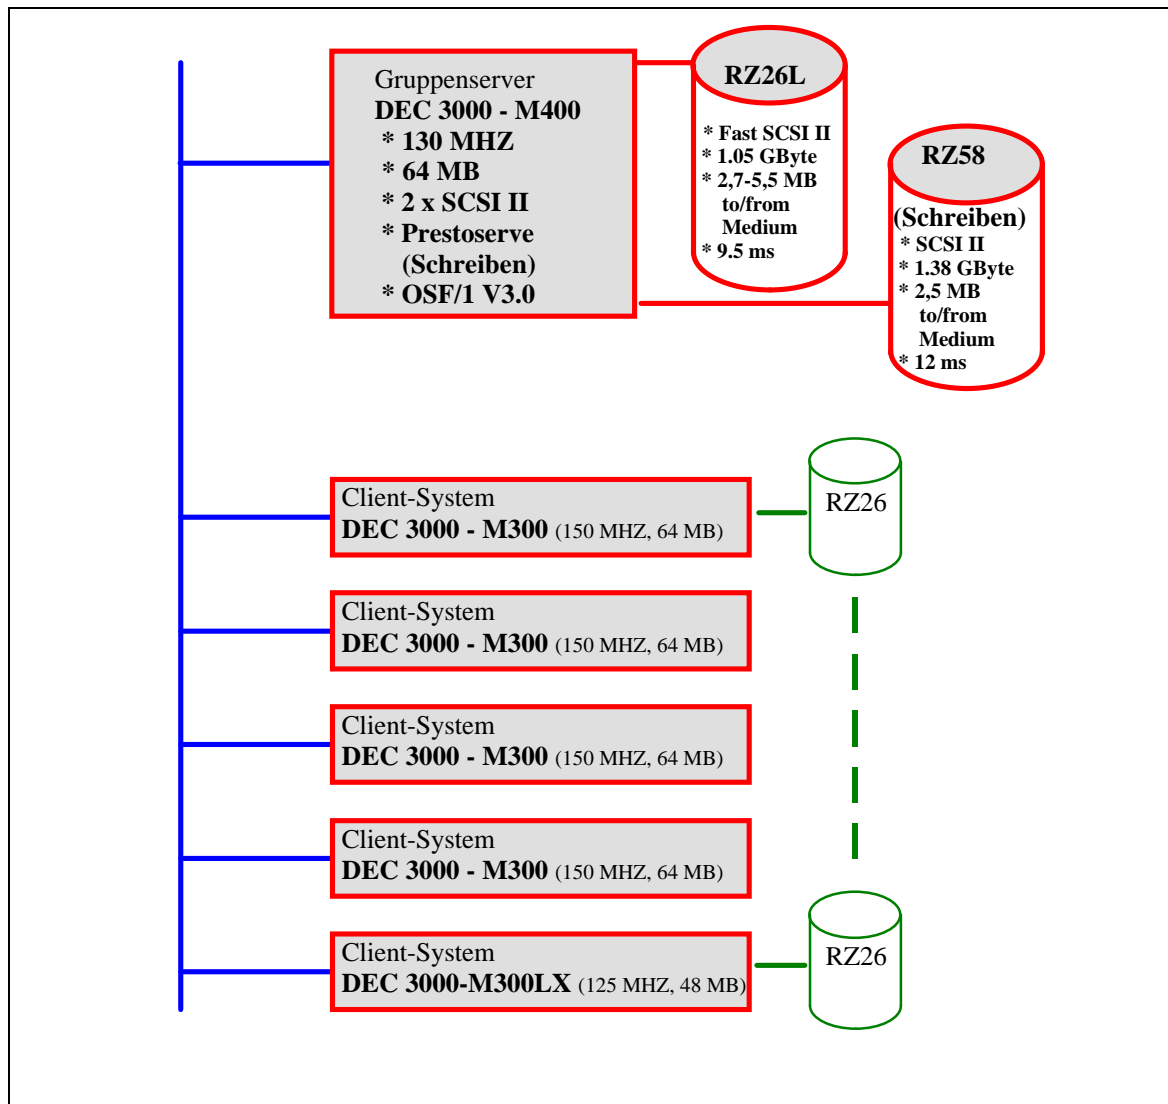 Gruppenserver
DEC 3000 - M400
* 130 MHZ
* 64 MB
* 2 x SCSI II
* Prestoserve
(Schreiben)
* OSF/1 V3.0
RZ26L
* Fast SCSI II
* 1.05 GByte
* 2,7-5,5 MB
to/from
Medium
* 9.5 ms
RZ58
(Schreiben)
* SCSI II
* 1.38 GByte
* 2,5 MB
to/from
Medium
* 12 ms
Client-System
DEC 3000 - M300 (150 MHZ, 64 MB)
RZ26
Client-System
DEC 3000 - M300 (150 MHZ, 64 MB)
Client-System
DEC 3000 - M300 (150 MHZ, 64 MB)
Client-System
DEC 3000 - M300 (150 MHZ, 64 MB)
Client-System
DEC 3000-M300LX (125 MHZ, 48 MB)
RZ26